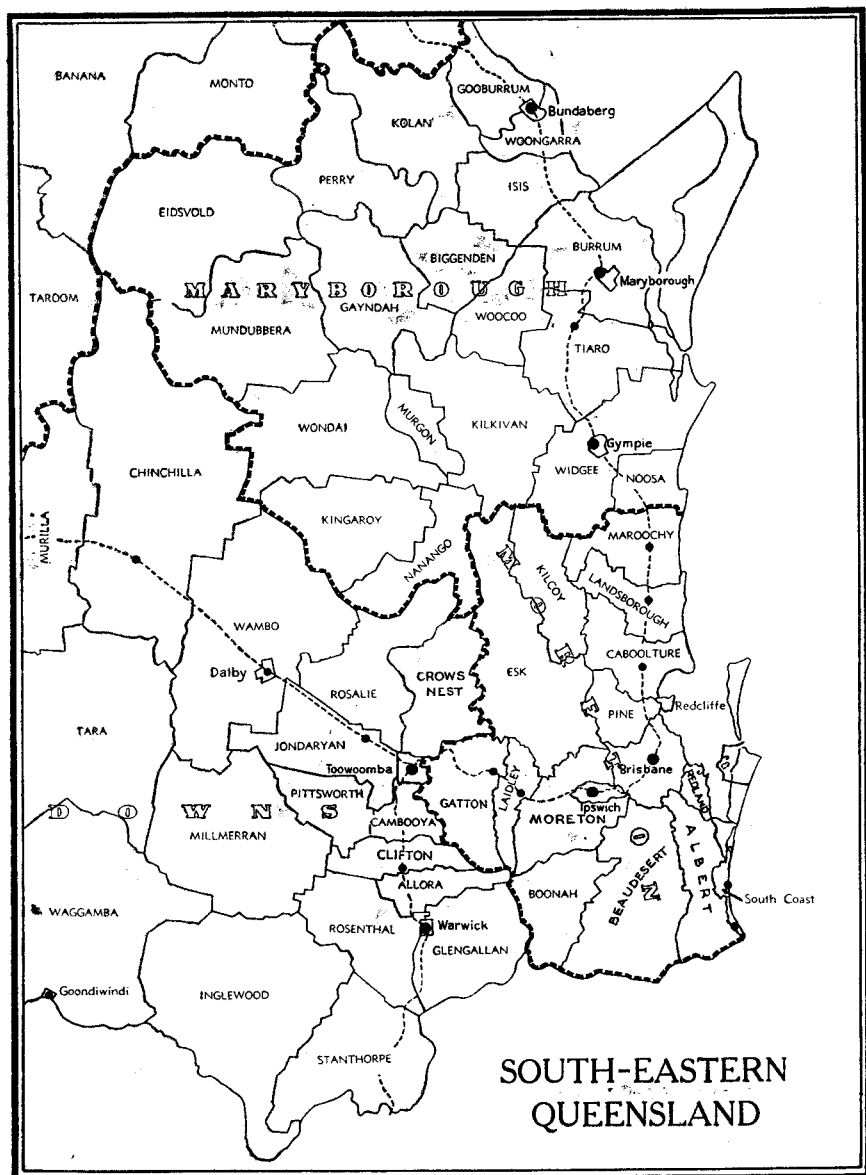 BANANA
MONTO
GOOBURRUM
KOLAN
Bundaberg
WOONGARRA
PERRY
ISIS
EIDSVOLD
BURRUM
BIGGENDEN
MARYBOROUGH
Maryborough
TAROOM
GAYNDAH
WOOCOO
MUNDUBBERA
TIARO
MURGON
WONDAI
KILKIVAN
Gympie
CHINCHILLA
WIDGEE
NOOSA
KINGAROY
MURILLA
NANANGO
MAROOCHY
KILCOY
LANDSBOROUGH
WAMBO
CABOOLTURE
Dalby
CROWS
NEST
ESK
ROSALIE
PINE
Redcliffe
TARA
JONDARYAN
Toowoomba
Brisbane
REDLAND
PITTSWORTH
GATTON
LAIDLEY
Ipswich
MORETON
MORETON
DOWNS
CAMBOOYA
MILLMERRAN
CLIFTON
ALBERT
ALLORA
BEAUDESERT
BOONAH
South Coast
WAGGAMBA
ROSENTHAL
Warwick
GLENGALLAN
Goondiwindi
INGLEWOOD
STANTHORPE
SOUTH-EASTERN
QUEENSLAND